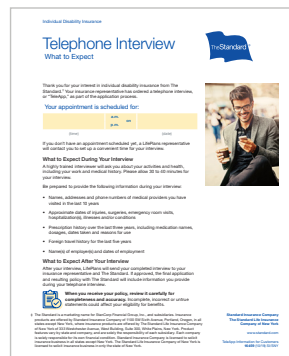 Individual Disability Insurance
Telephone Interview
What to Expect
TheStandard
Thank you for your interest in individual disability insurance from The
Standard. Your insurance representative has ordered a telephone interview,
or "TeleApp," as part of the application process.
Your appointment is scheduled for:
a.m.
p.m.
on
(time)
(date)
If you don't have an appointment scheduled yet, a LifePlans representative
will contact you to set up a convenient time for your interview.
What to Expect During Your Interview
A highly trained interviewer will ask you about your activities and health,
including your work and medical history. Please allow 30 to 40 minutes for
your interview.
Be prepared to provide the following information during your interview:
• Names, addresses and phone numbers of medical providers you have
visited in the last 10 years
• Approximate dates of injuries, surgeries, emergency room visits,
hospitalization(s), illnesses and/or conditions
• Prescription history over the last three years, including medication names,
dosages, dates taken and reasons for use
• Foreign travel history for the last five years
• Name(s) of employer(s) and dates of employment
What to Expect After Your Interview
After your interview, LifePlans will send your completed interview to your
insurance representative and The Standard. If approved, the final application
and resulting policy with The Standard will include information you provided
during your interview.
When you receive your policy, review it carefully for
completeness and accuracy. Incomplete, incorrect or untrue
statements could affect your eligibility for benefits.
Standard Insurance Company
The Standard Life Insurance Company
of New York
www.standard.com
Telephone Information for Customers